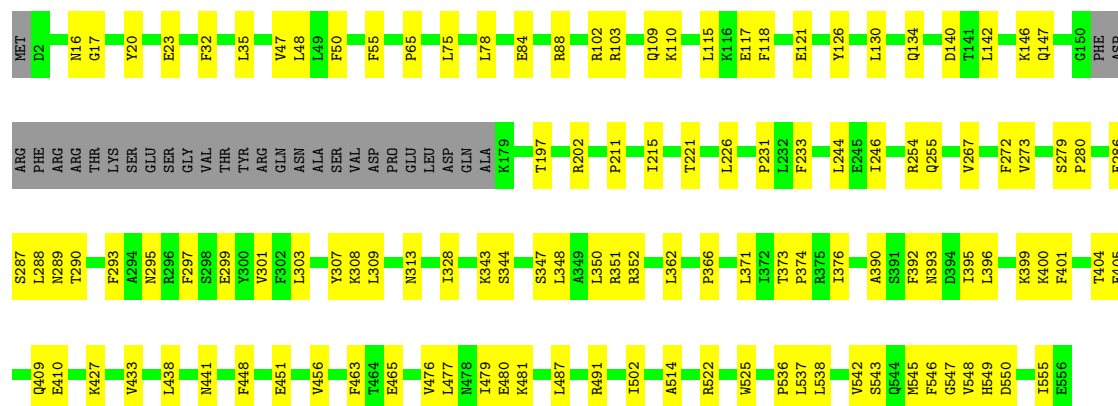 MET D2 N16 G17 Y20 E23 F32 L35 V47 L48 L49 F50 F55 P65 L75 L78 E84 R88 R102 R103 Q109 K110 L115 K116 E117 F118 E121 Y126 L130 Q134 D140 T141 L142 K146 Q147 G150 PHE ASP
ARG PHE ARG ARG THR LYS SER GLU SER GLY VAL THR TYR ARG GLN ASN ALA SER VAL ASP PRO GLU LEU ASP GLN ALA K179 T197 R202 P211 I215 T221 L226 P231 L232 F233 L244 E245 I246 R254 Q255 V267 F272 V273 S279 P280
S287 L288 N289 T290 F293 A294 N295 R296 F297 S298 E299 Y300 V301 F302 L303 Y307 K308 L309 N313 I328 K343 S344 S347 L348 A349 L350 R351 R352 L362 P366 L371 I372 T373 P374 R375 I376 A390 S391 F392 N393 D394 I395 L396 K399 K400 F401 T404
Q409 E410 K427 V433 L438 N441 F448 E451 V456 F463 T464 E465 V476 L477 N478 I479 E480 K481 L487 R491 I502 A514 R522 W525 P536 L537 L538 V542 S543 Q544 M545 F546 G547 V548 H549 D550 I555 E556